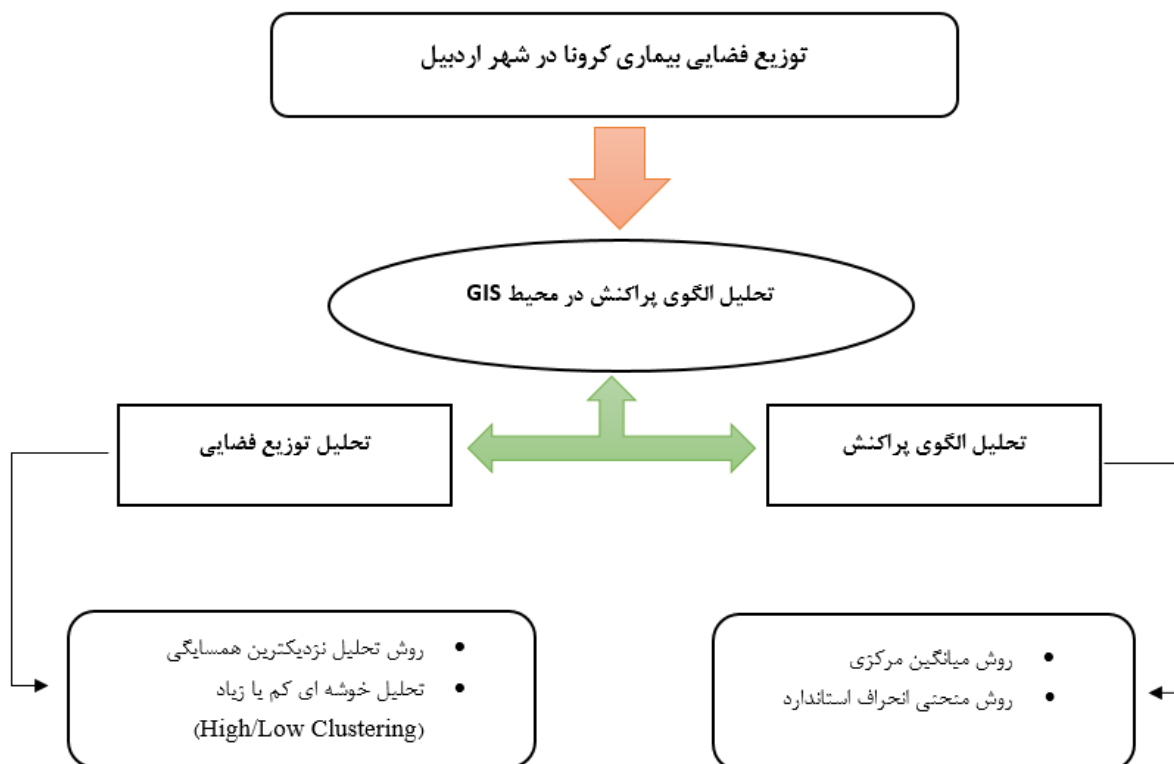 توزیع فضایی بیماری کرونا در شهر اردبیل
تحلیل الگوی پراکنش در محیط GIS
تحلیل الگوی پراکنش
تحلیل توزیع فضایی
• روش میانگین مرکزی
• روش منحنی انحراف استاندارد
• روش تحلیل نزدیکترین همسایگی
• تحلیل خوشه ای کم یا زیاد
(High/Low Clustering)